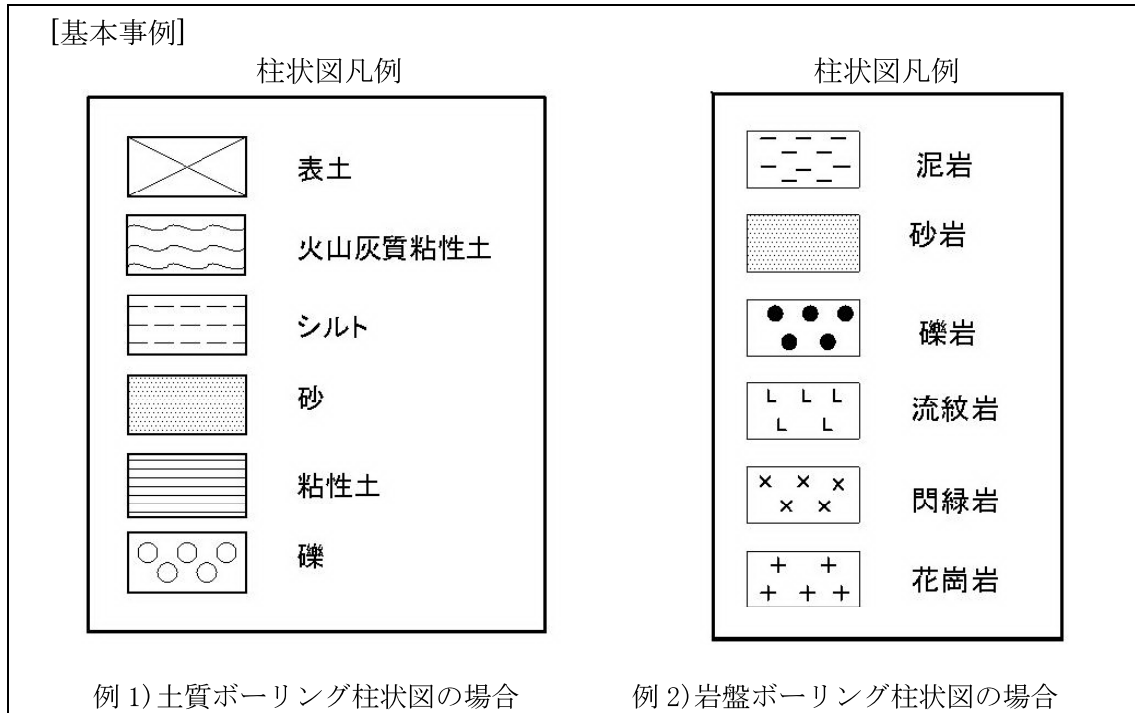 [基本事例]
柱状図凡例
表土
火山灰質粘性土
シルト
砂
粘性土
礫
例 1)土質ボーリング柱状図の場合
柱状図凡例
泥岩
砂岩
礫岩
流紋岩
閃緑岩
花崗岩
例 2)岩盤ボーリング柱状図の場合